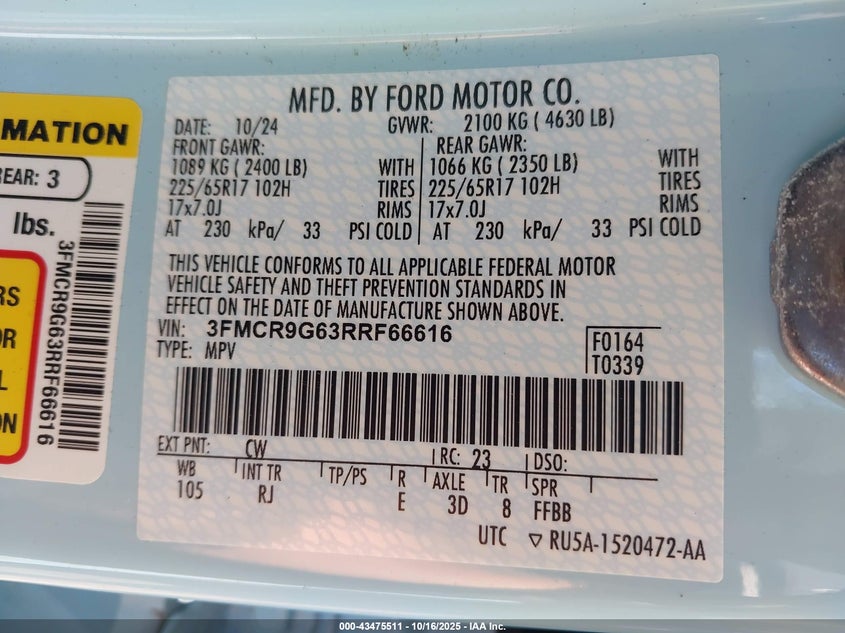 MATION
REAR: 3
lbs.
3FMCR9G63RRF66616
RS
OR
L
ON
MFD. BY FORD MOTOR CO.
DATE: 10/24 GVWR: 2100 KG ( 4630 LB)
FRONT GAWR: REAR GAWR:
1089 KG ( 2400 LB) WITH 1066 KG ( 2350 LB) WITH
225/65R17 102H TIRES 225/65R17 102H TIRES
17x7.0J RIMS 17x7.0J RIMS
AT 230 kPa/ 33 PSI COLD AT 230 kPa/ 33 PSI COLD
THIS VEHICLE CONFORMS TO ALL APPLICABLE FEDERAL MOTOR
VEHICLE SAFETY AND THEFT PREVENTION STANDARDS IN
EFFECT ON THE DATE OF MANUFACTURE SHOWN ABOVE.
VIN: 3FMCR9G63RRF66616 F0164
TYPE: MPV T0339
EXT PNT: CW RC: 23 DSO:
WB INT TR TP/PS R AXLE TR SPR
105 RJ E 3D 8 FFBB
UTC ▽ RU5A-1520472-AA
000-43475511 - 10/16/2025 - IAA Inc.